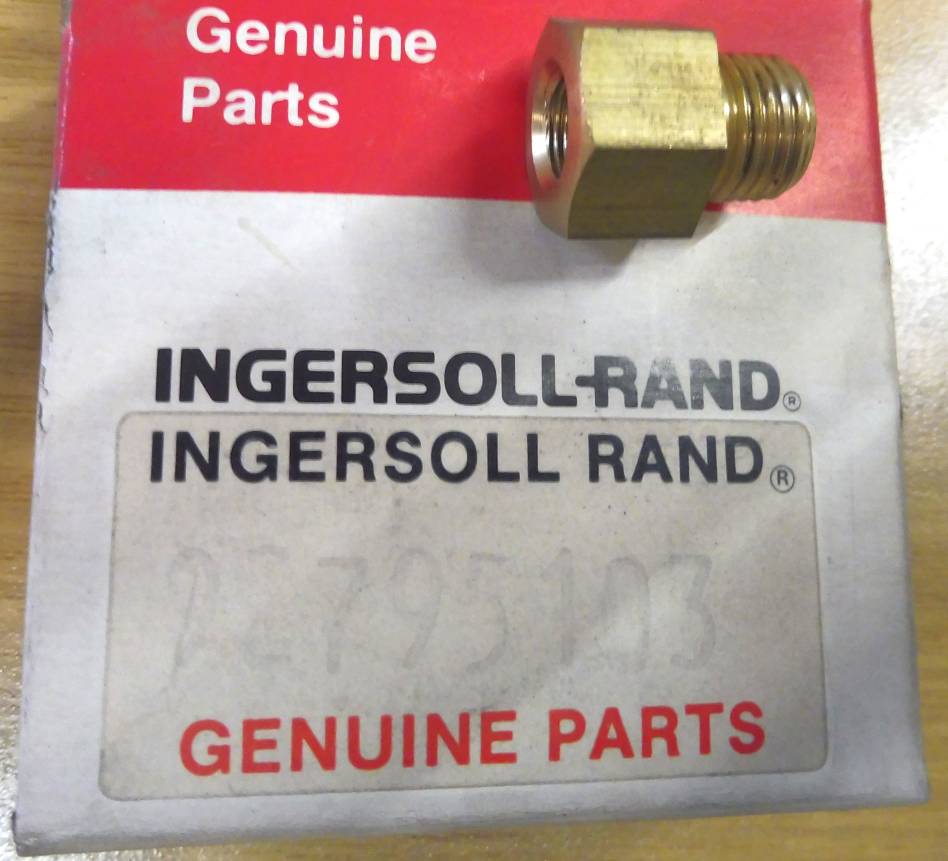 Genuine
Parts
INGERSOLL-RAND®
INGERSOLL RAND®
GENUINE PARTS